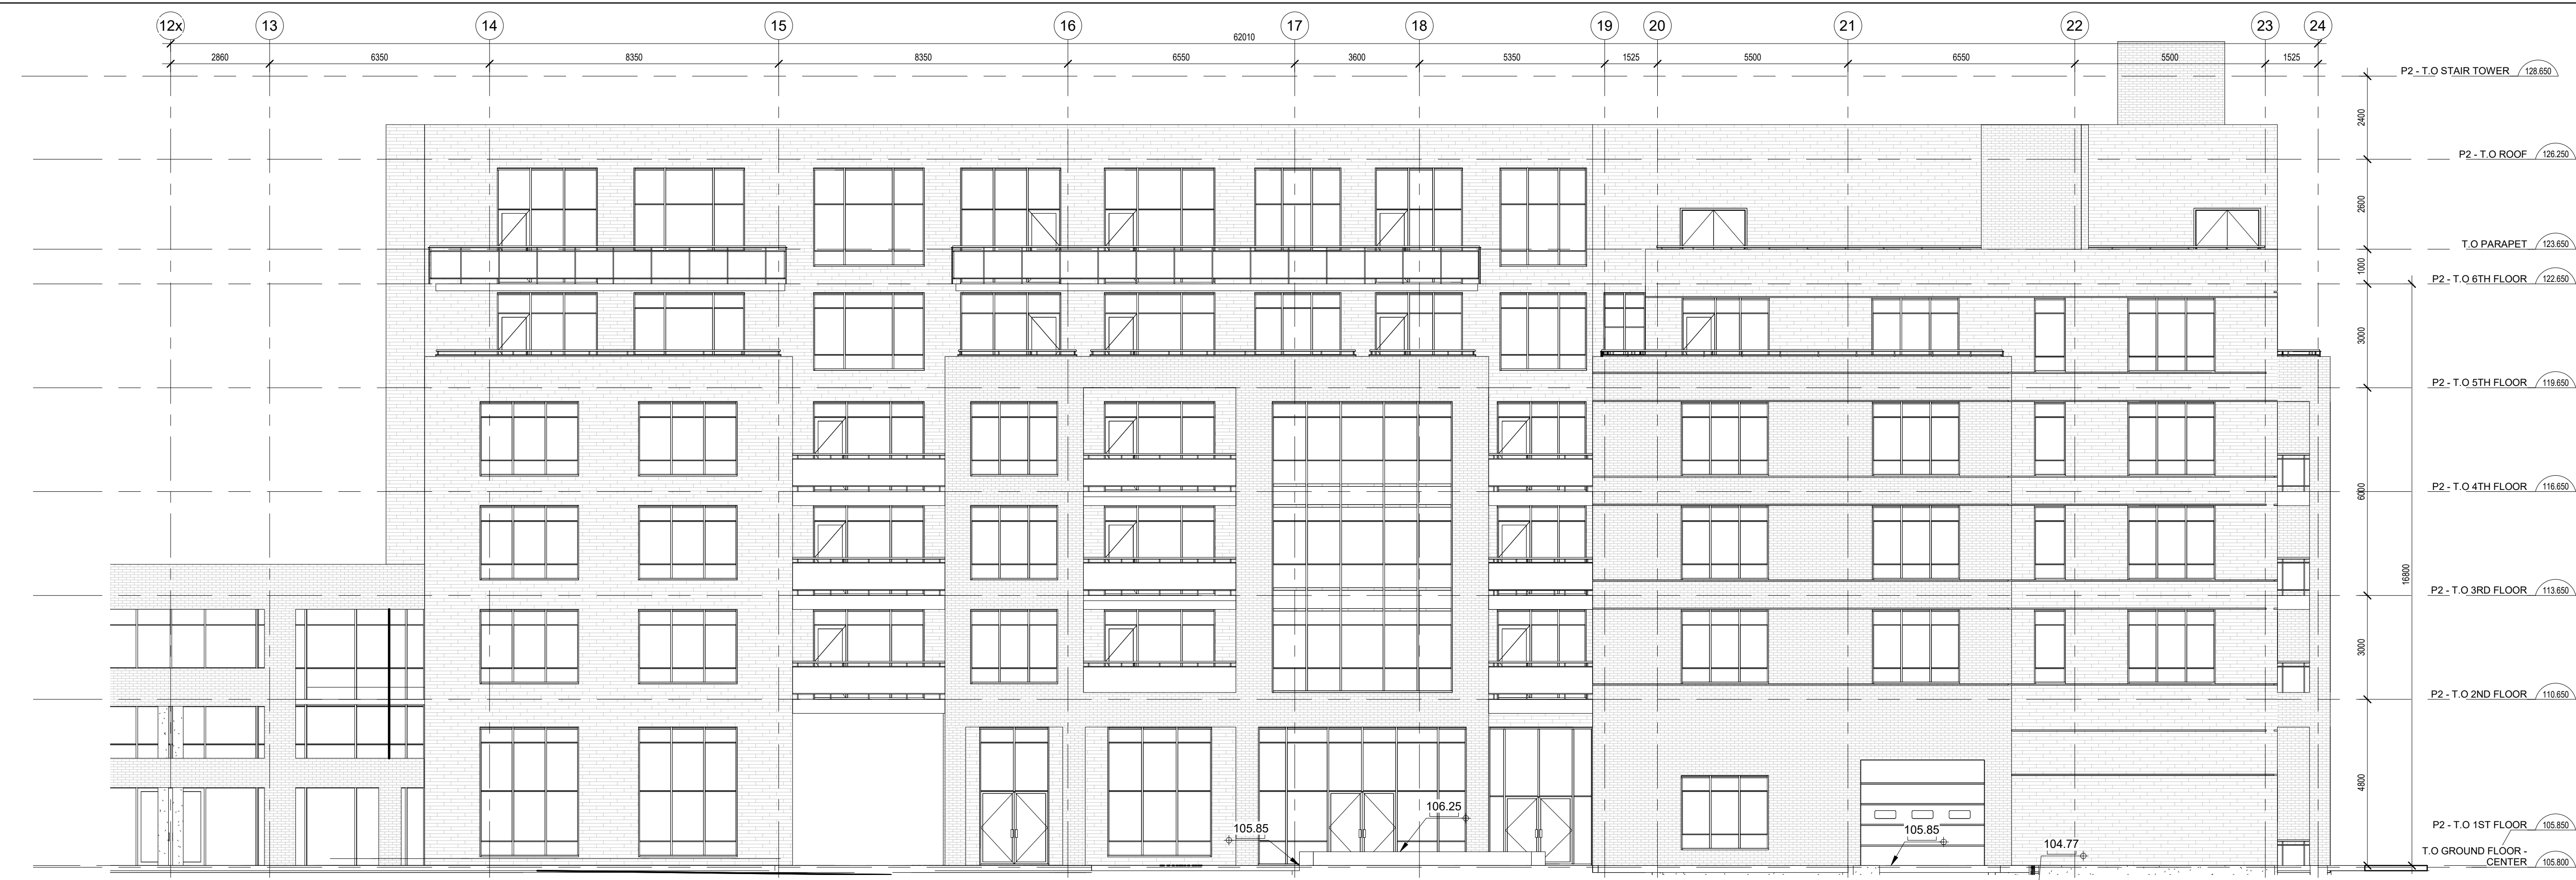 12x 13 14 15 16 17 18 19 20 21 22 23 24
62010
2860 6350 8350 8350 6550 3600 5350 1525 5500 6550 5500 1525
P2 - T.O STAIR TOWER 128.650
2400
P2 - T.O ROOF 126.250
2600
T.O PARAPET 123.650
1000
P2 - T.O 6TH FLOOR 122.650
3000
P2 - T.O 5TH FLOOR 119.650
6000
P2 - T.O 4TH FLOOR 116.650
16800
P2 - T.O 3RD FLOOR 113.650
3000
P2 - T.O 2ND FLOOR 110.650
4800
106.25
105.85
105.85
104.77
P2 - T.O 1ST FLOOR 105.850
T.O GROUND FLOOR -
CENTER 105.800